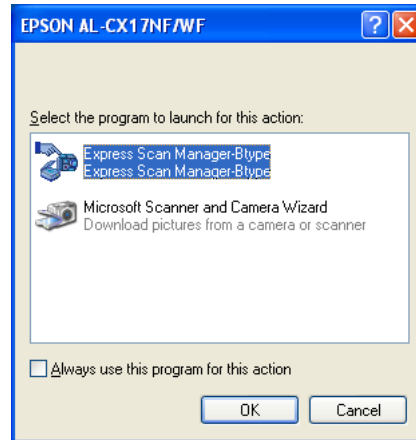 EPSON AL-CX17NF/WF
Select the program to launch for this action:
Express Scan Manager-Btype
Express Scan Manager-Btype
Microsoft Scanner and Camera Wizard
Download pictures from a camera or scanner
Always use this program for this action
OK
Cancel